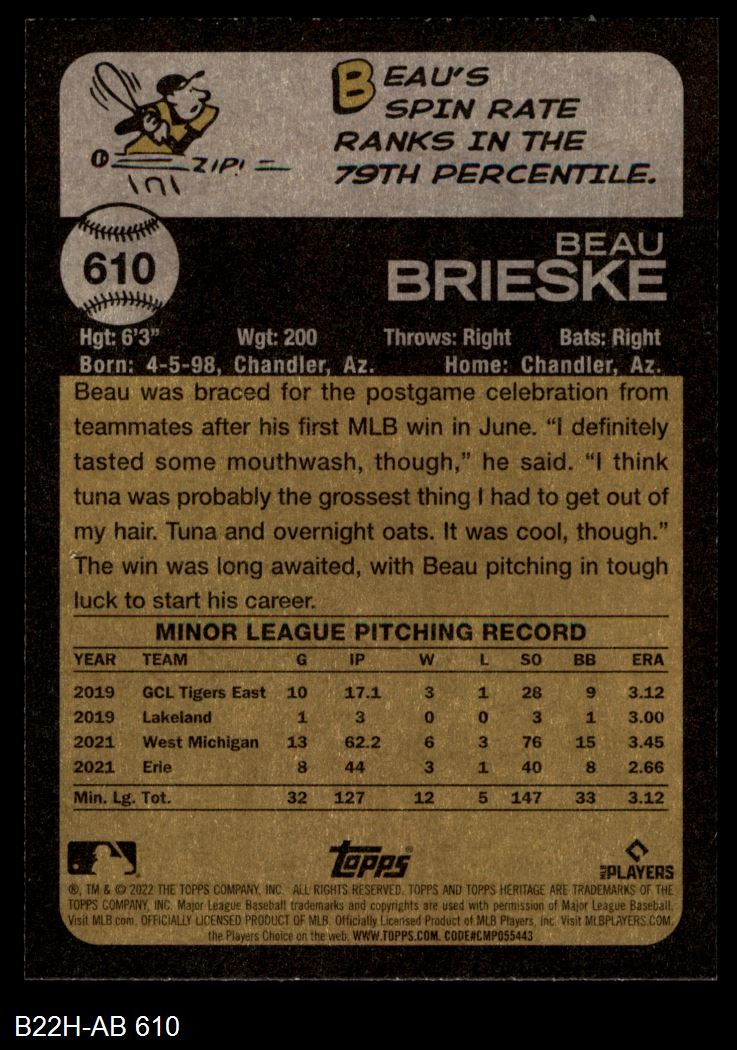 BEAU'S
SPIN RATE
RANKS IN THE
79TH PERCENTILE.
ZIP!
610
BEAU
BRIESKE
Hgt: 6'3" Wgt: 200 Throws: Right Bats: Right
Born: 4-5-98, Chandler, Az. Home: Chandler, Az.
Beau was braced for the postgame celebration from
teammates after his first MLB win in June. “I definitely
tasted some mouthwash, though,” he said. “I think
tuna was probably the grossest thing I had to get out of
my hair. Tuna and overnight oats. It was cool, though.”
The win was long awaited, with Beau pitching in tough
luck to start his career.
MINOR LEAGUE PITCHING RECORD
YEAR TEAM G IP W L SO BB ERA
2019 GCL Tigers East 10 17.1 3 1 28 9 3.12
2019 Lakeland 1 3 0 0 3 1 3.00
2021 West Michigan 13 62.2 6 3 76 15 3.45
2021 Erie 8 44 3 1 40 8 2.66
Min. Lg. Tot. 32 127 12 5 147 33 3.12
Topps® MLB PLAYERS
®, TM & © 2022 THE TOPPS COMPANY, INC. ALL RIGHTS RESERVED. TOPPS AND TOPPS HERITAGE ARE TRADEMARKS OF THE
TOPPS COMPANY, INC. Major League Baseball trademarks and copyrights are used with permission of Major League Baseball.
Visit MLB.com. OFFICIALLY LICENSED PRODUCT OF MLB. Officially Licensed Product of MLB Players, Inc. Visit MLBPLAYERS.COM,
the Players Choice on the web. WWW.TOPPS.COM. CODE#CMP055443
B22H-AB 610